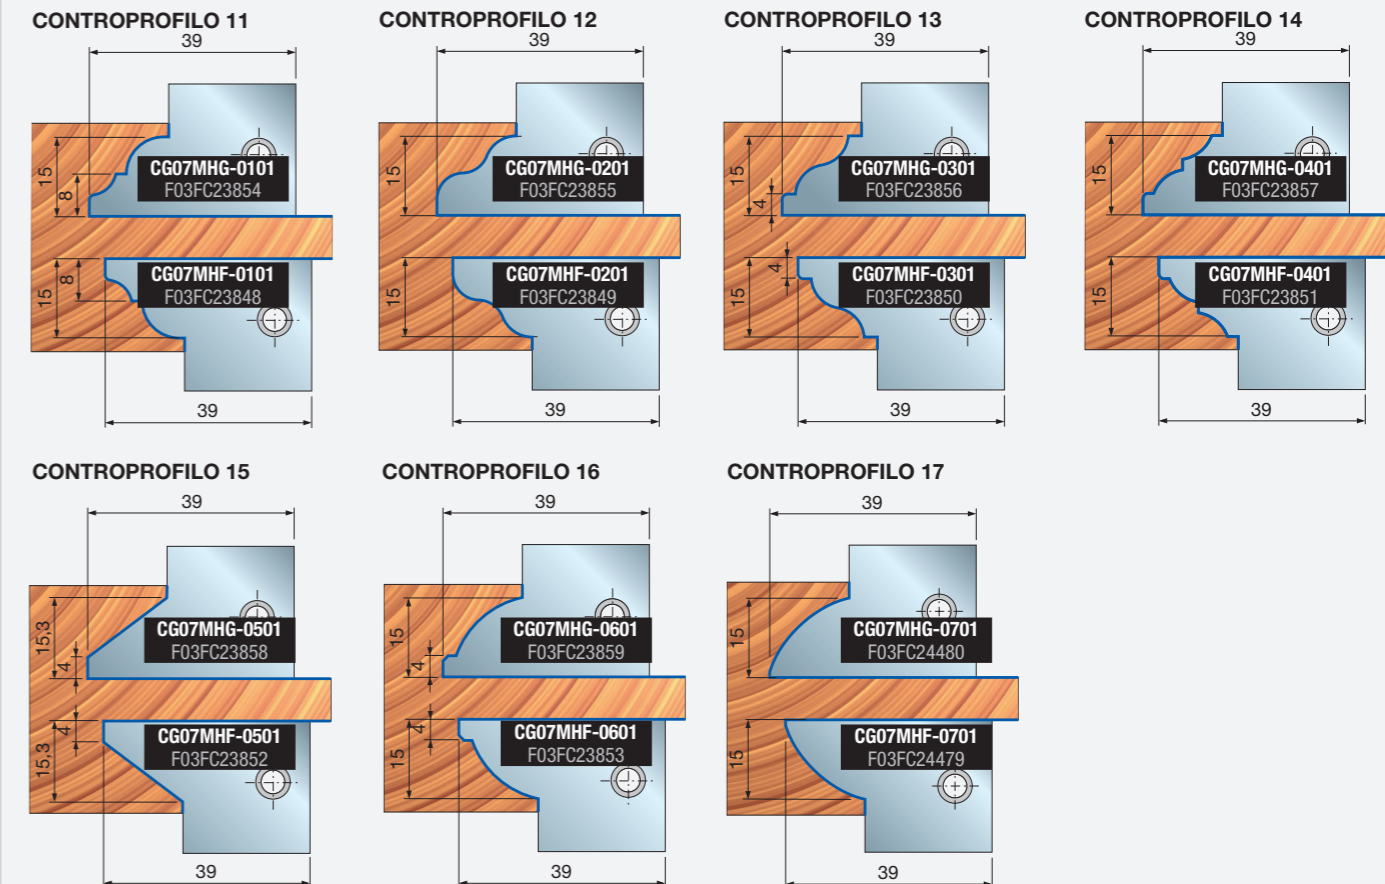 CONTROPROFILO 11
39
15
8
CG07MHG-0101
F03FC23854
8
15
CG07MHF-0101
F03FC23848
39
CONTROPROFILO 12
39
15
CG07MHG-0201
F03FC23855
15
CG07MHF-0201
F03FC23849
39
CONTROPROFILO 13
39
15
4
CG07MHG-0301
F03FC23856
4
15
CG07MHF-0301
F03FC23850
39
CONTROPROFILO 14
39
15
CG07MHG-0401
F03FC23857
15
CG07MHF-0401
F03FC23851
39
CONTROPROFILO 15
39
15,3
4
CG07MHG-0501
F03FC23858
4
15,3
CG07MHF-0501
F03FC23852
39
CONTROPROFILO 16
39
15
4
CG07MHG-0601
F03FC23859
4
15
CG07MHF-0601
F03FC23853
39
CONTROPROFILO 17
39
15
CG07MHG-0701
F03FC24480
15
CG07MHF-0701
F03FC24479
39